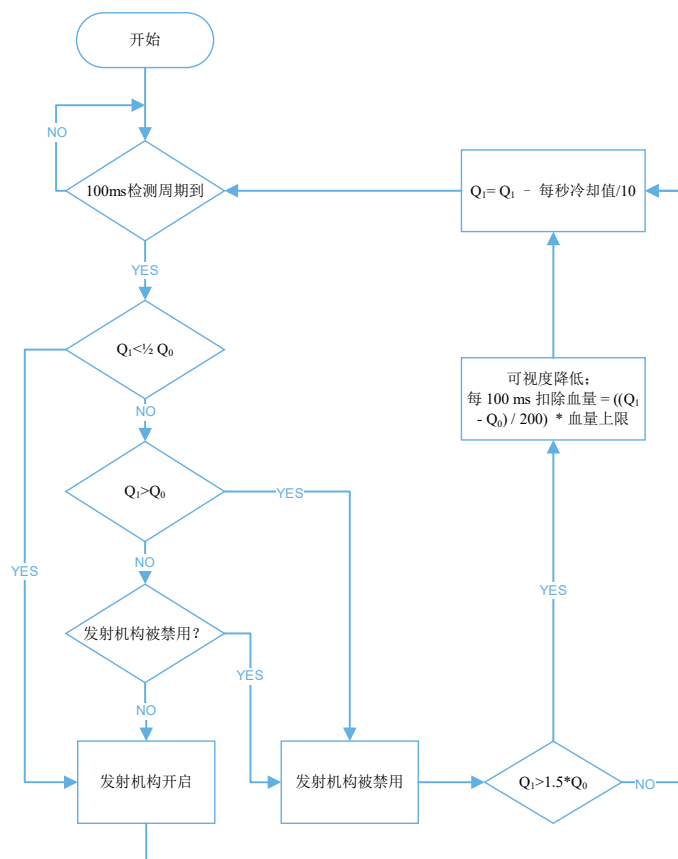 开始
NO
100ms检测周期到
Q₁= Q₁ － 每秒冷却值/10
YES
Q₁<½ Q₀
可视度降低；
每 100 ms 扣除血量 = ((Q₁
- Q₀) / 200) * 血量上限
NO
Q₁>Q₀
YES
YES
NO
YES
发射机构被禁用？
YES
NO
发射机构开启
发射机构被禁用
Q₁>1.5*Q₀
NO